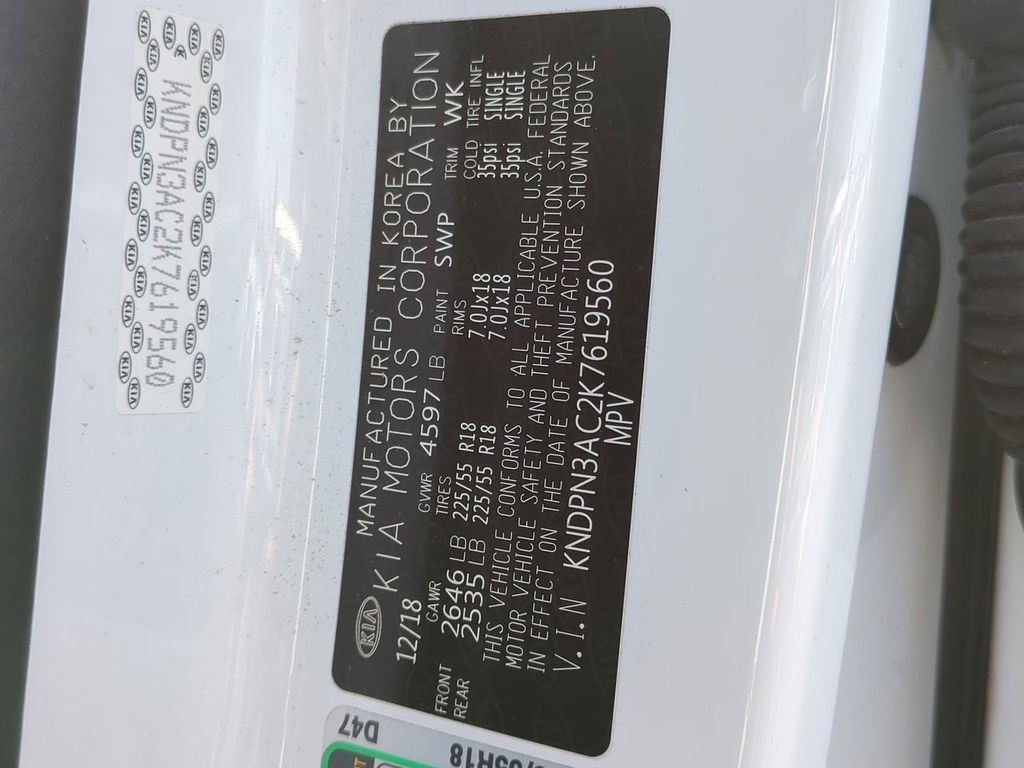 KIA
MANUFACTURED IN KOREA BY
12/18 KIA MOTORS CORPORATION
GAWR GVWR 4597 LB PAINT SWP TRIM WK
TIRES RIMS COLD TIRE INFL
FRONT 2646 LB 225/55 R18 7.0Jx18 35psi SINGLE
REAR 2535 LB 225/55 R18 7.0Jx18 35psi SINGLE
THIS VEHICLE CONFORMS TO ALL APPLICABLE U.S.A. FEDERAL
MOTOR VEHICLE SAFETY AND THEFT PREVENTION STANDARDS
IN EFFECT ON THE DATE OF MANUFACTURE SHOWN ABOVE.
V.I.N KNDPN3AC2K7619560
MPV
KNDPN3AC2K7619560
D47